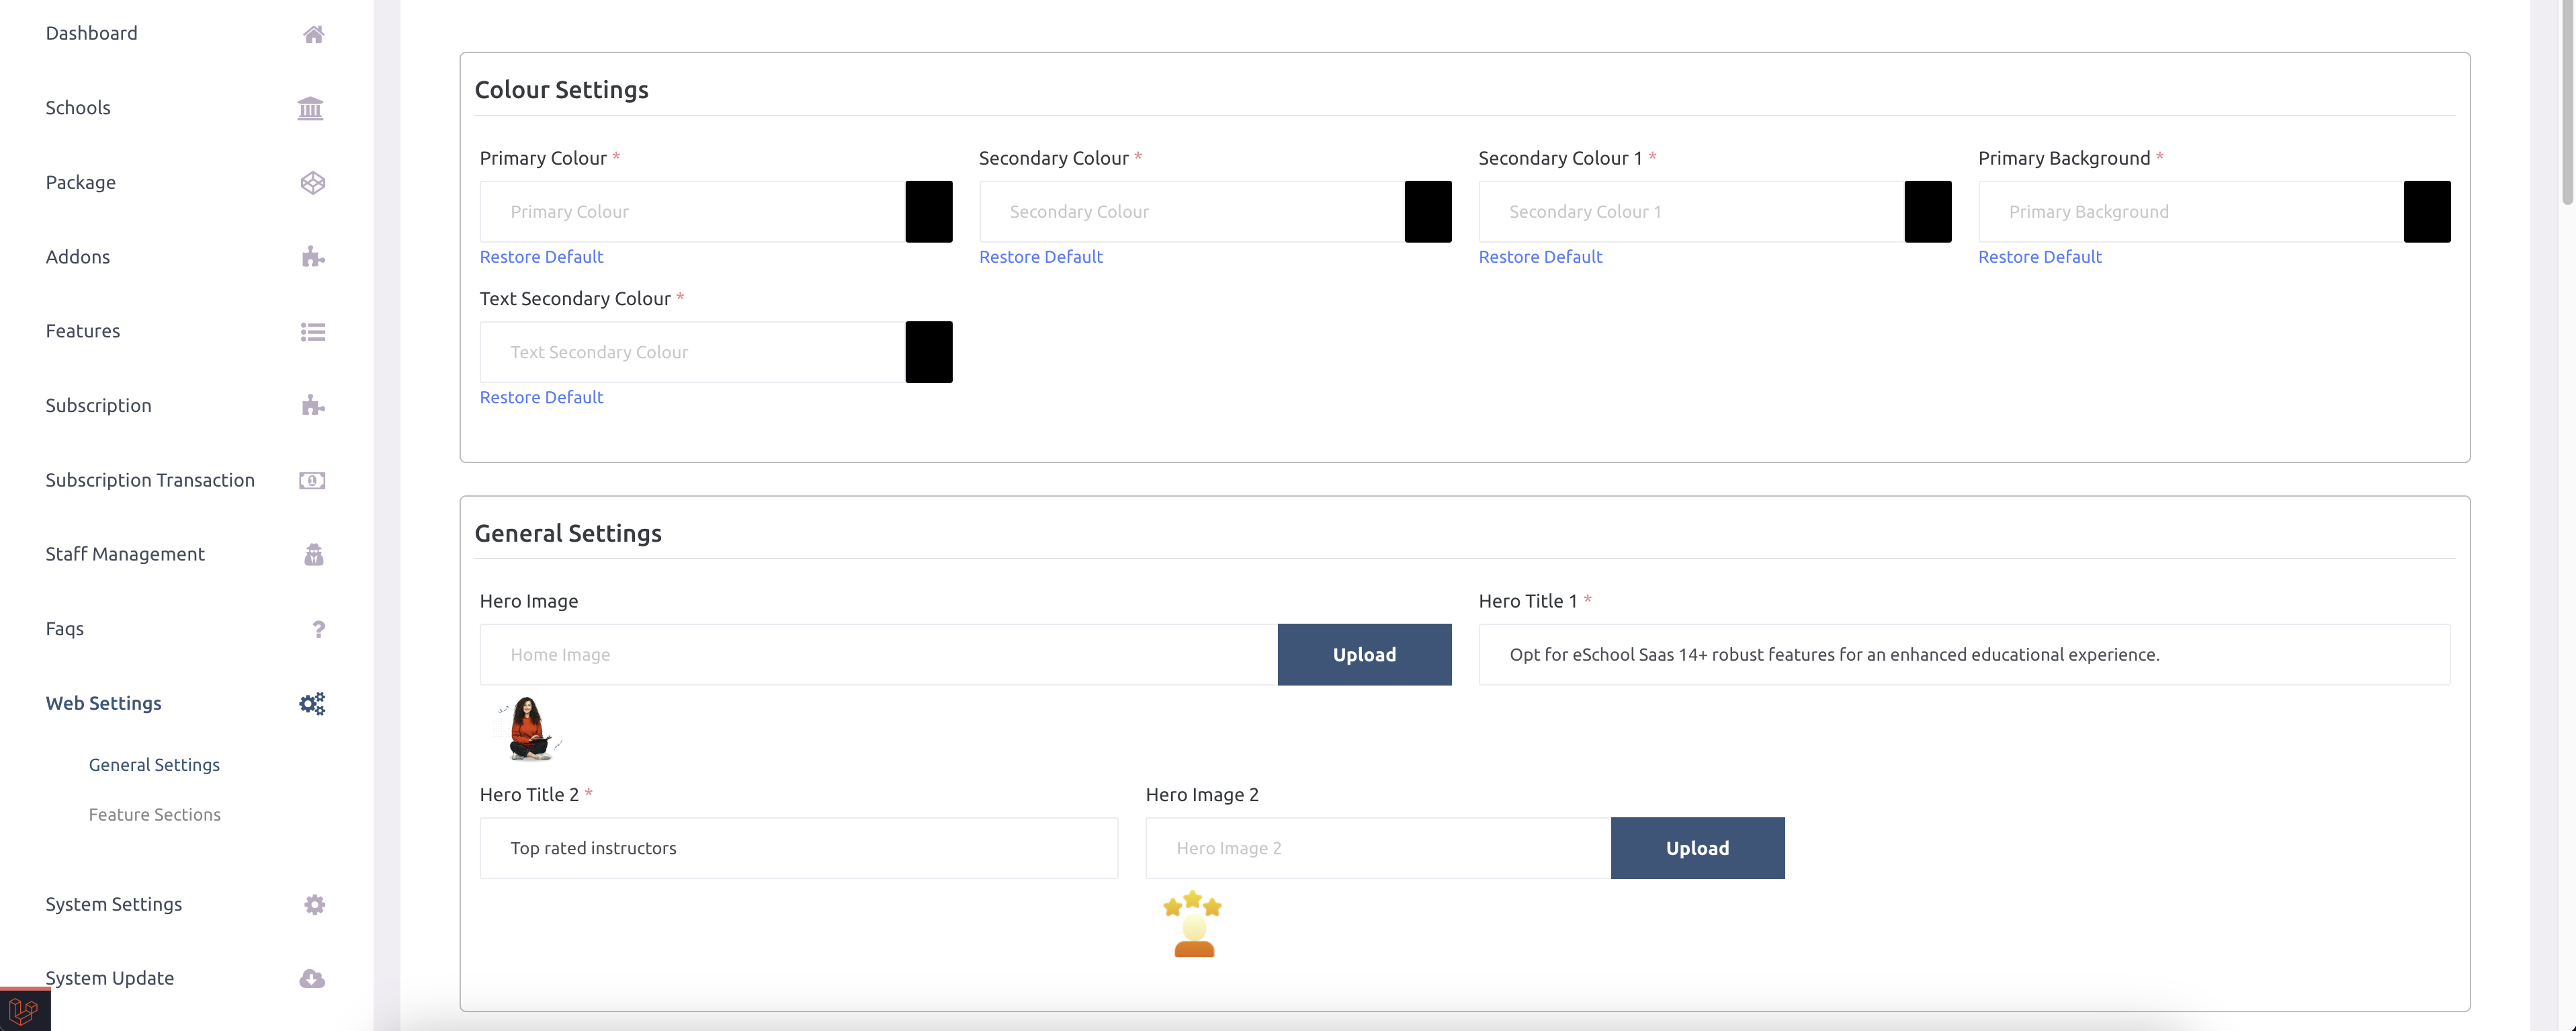 Dashboard
Schools
Package
Addons
Features
Subscription
Subscription Transaction
Staff Management
Faqs
?
Web Settings
General Settings
Feature Sections
System Settings
System Update
Colour Settings
Primary Colour *
Secondary Colour *
Secondary Colour 1 *
Primary Background *
Primary Colour
Secondary Colour
Secondary Colour 1
Primary Background
Restore Default
Restore Default
Restore Default
Restore Default
Text Secondary Colour *
Text Secondary Colour
Restore Default
General Settings
Hero Image
Hero Title 1 *
Home Image
Upload
Opt for eSchool Saas 14+ robust features for an enhanced educational experience.
Hero Title 2 *
Hero Image 2
Top rated instructors
Hero Image 2
Upload